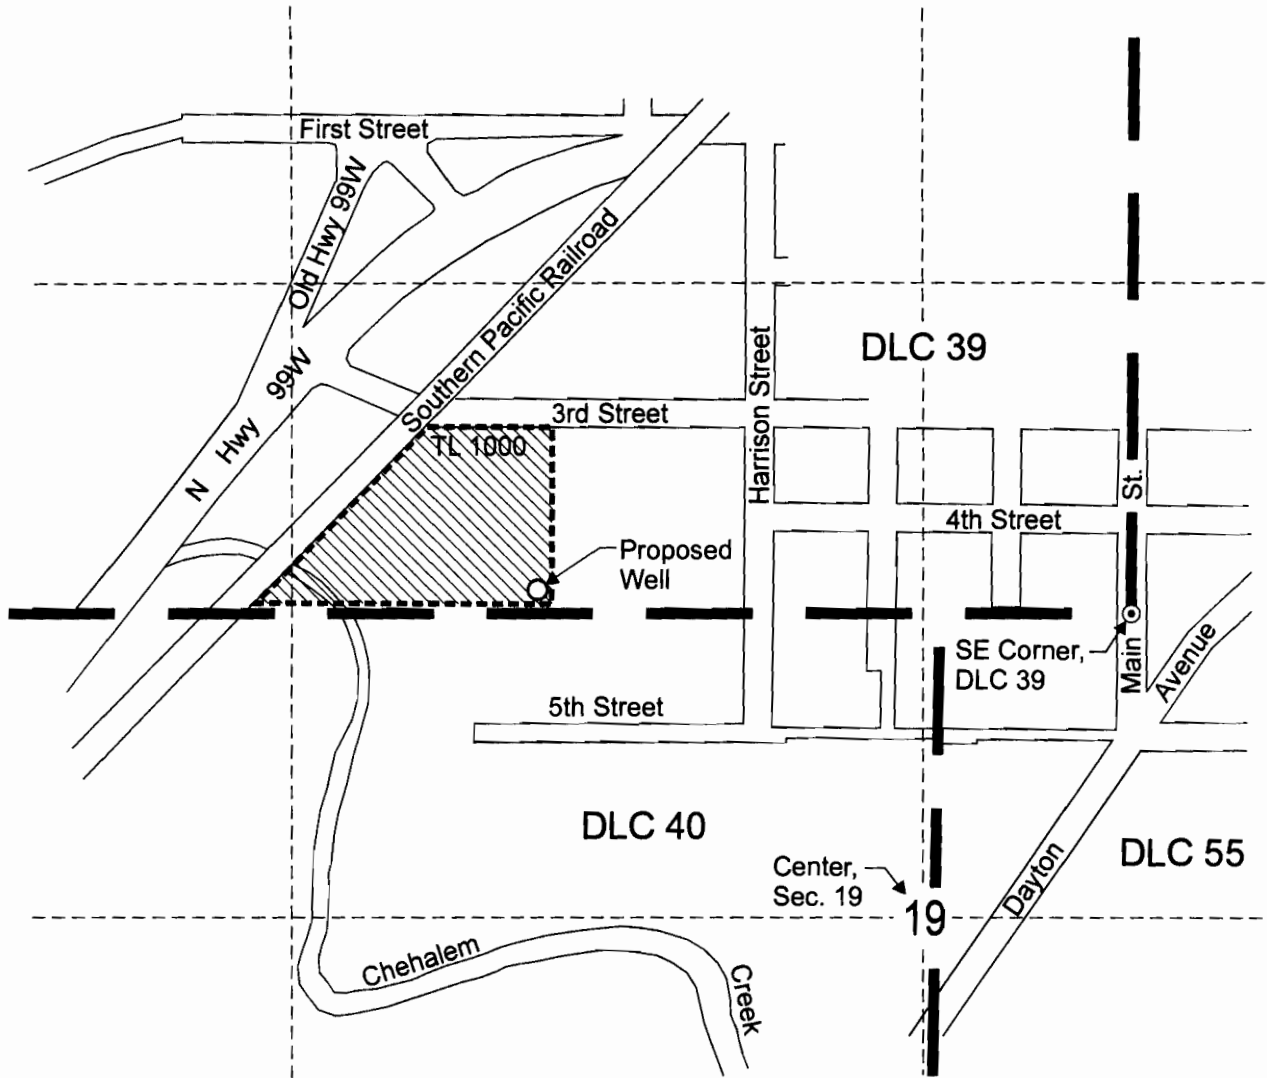 First Street
Old Hwy 99W
Southern Pacific Railroad
N Hwy 99W
Harrison Street
DLC 39
3rd Street
TL 1000
Main St.
4th Street
Proposed
Well
SE Corner,
DLC 39
Dayton Avenue
5th Street
DLC 40
DLC 55
Center,
Sec. 19
19
Chehalem Creek